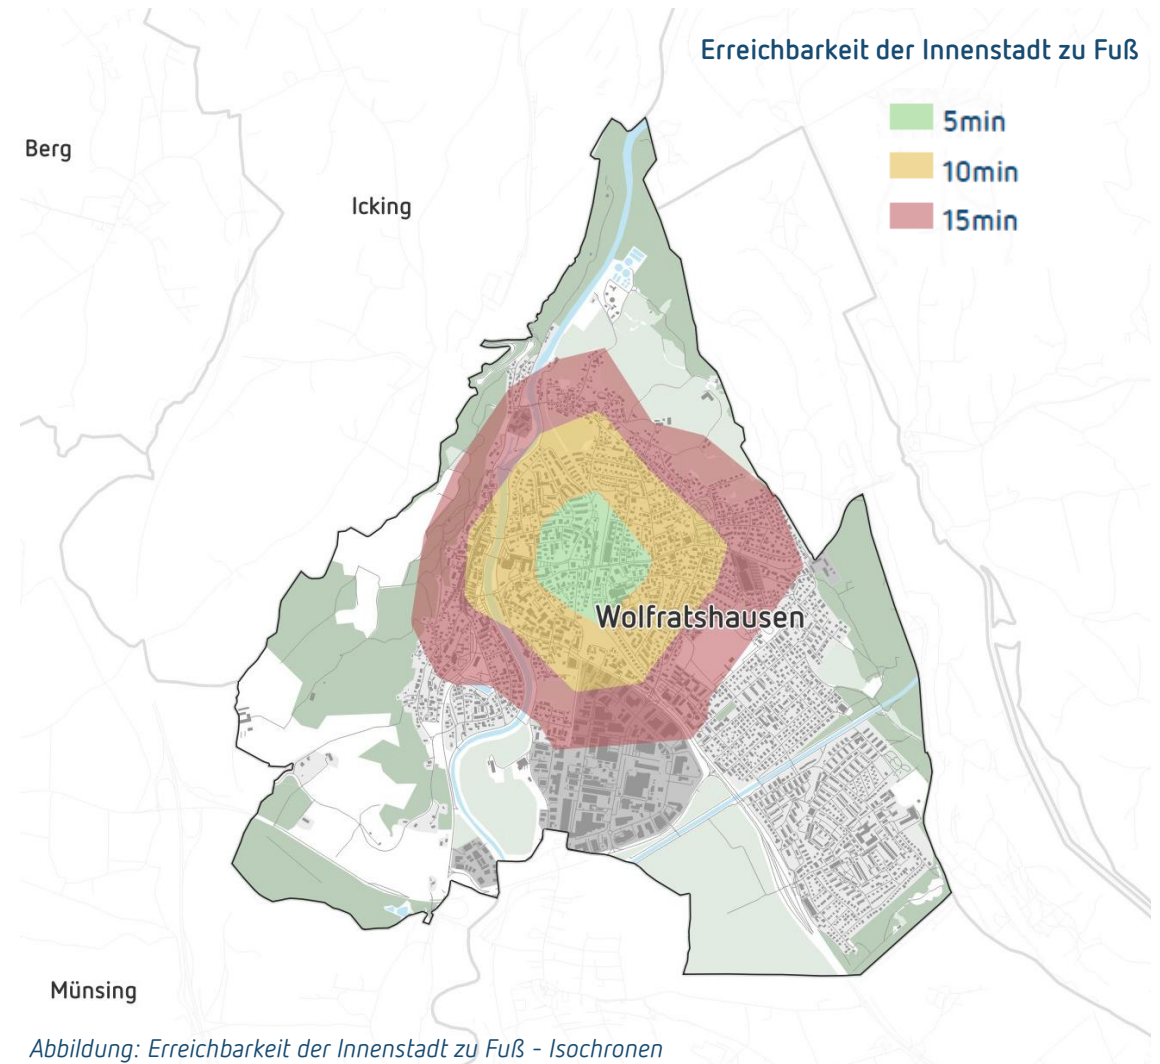 Erreichbarkeit der Innenstadt zu Fuß
5min
10min
15min
Berg
Icking
Wolfratshausen
Münsing
Abbildung: Erreichbarkeit der Innenstadt zu Fuß - Isochronen